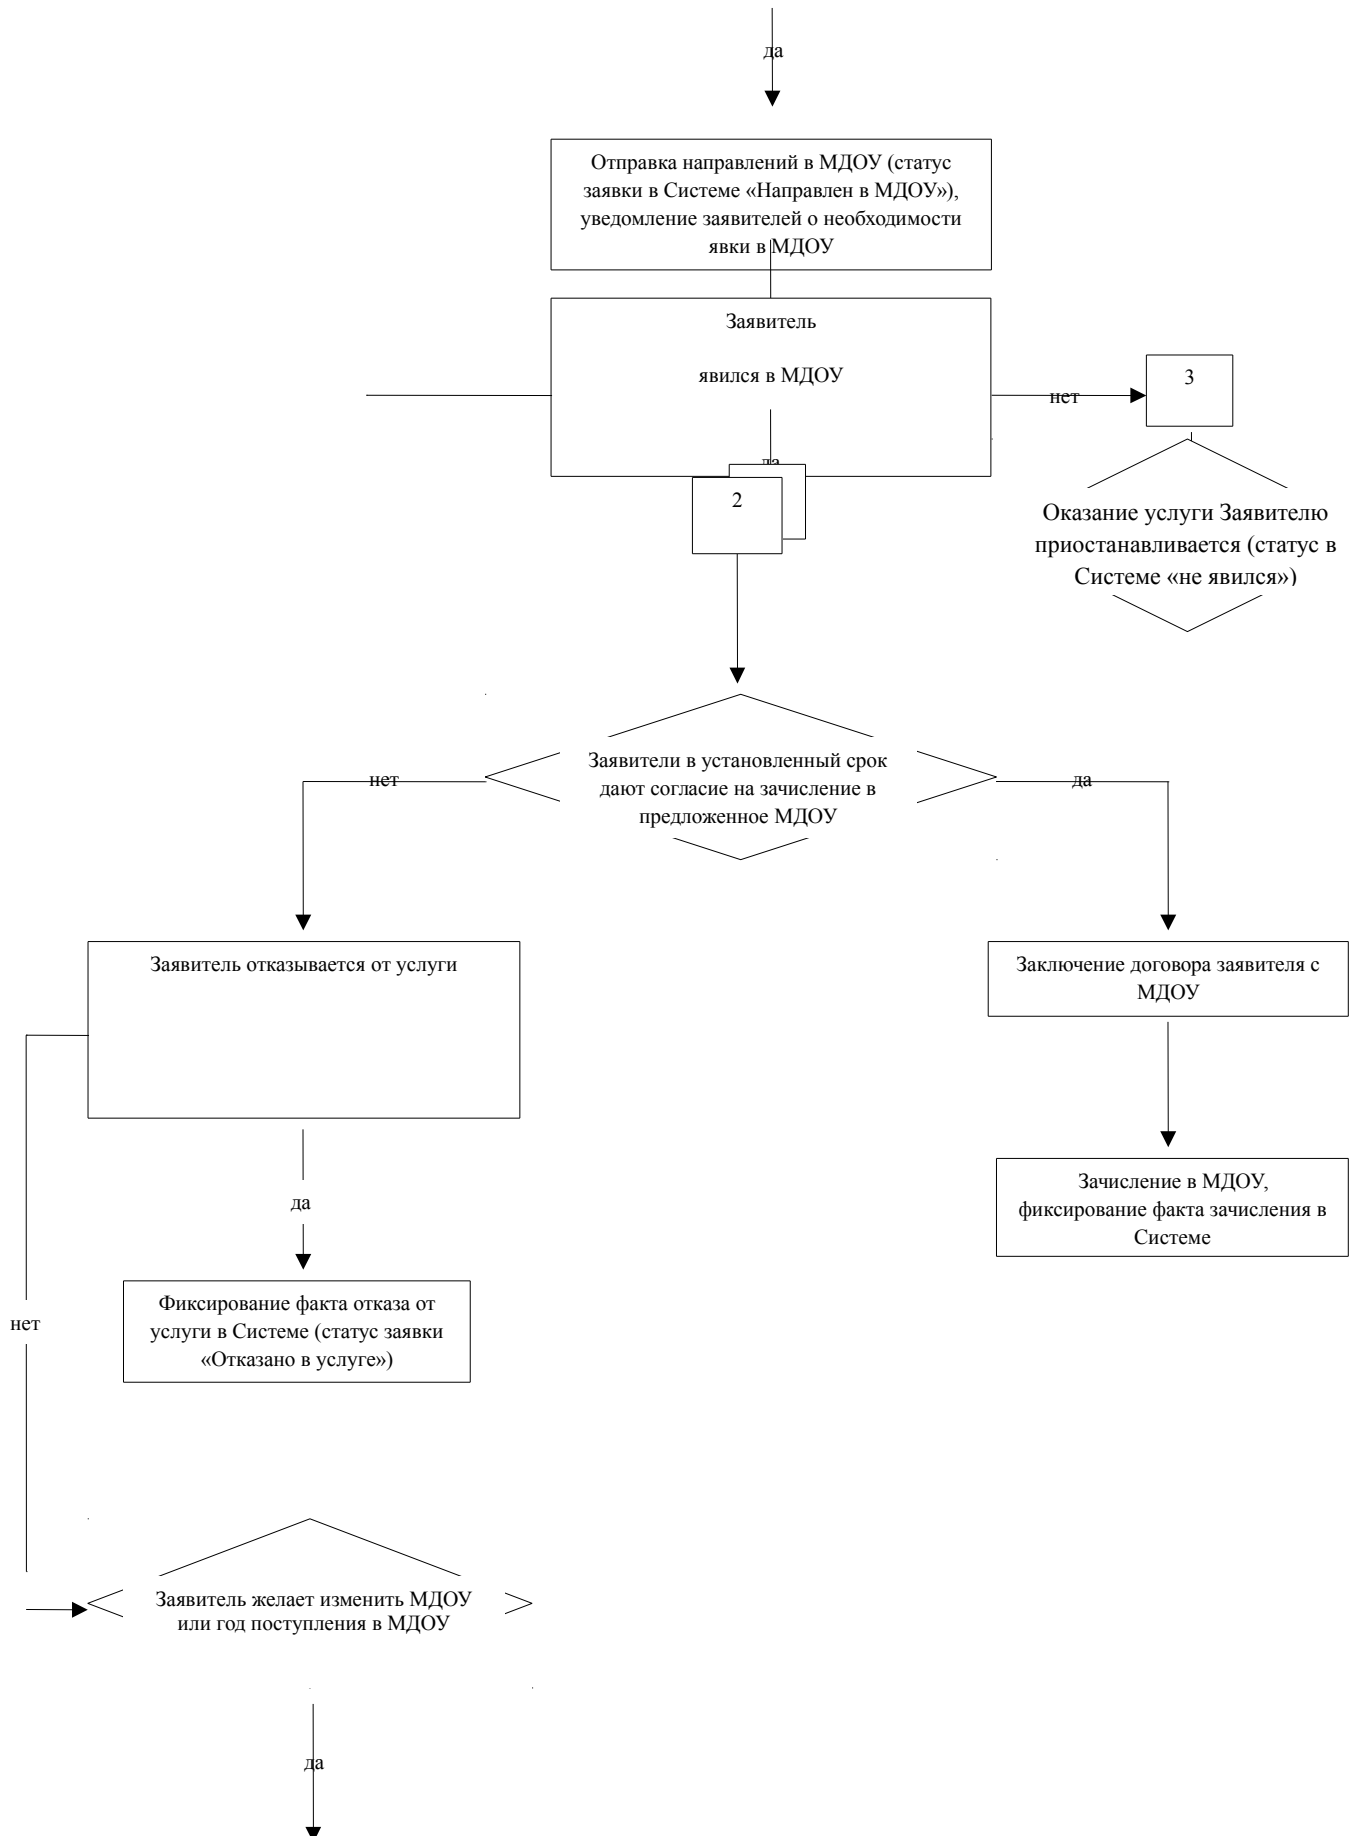 да
Отправка направлений в МДОУ (статус
заявки в Системе «Направлен в МДОУ»),
уведомление заявителей о необходимости
явки в МДОУ
Заявитель
явился в МДОУ
нет
3
да
2
Оказание услуги Заявителю
приостанавливается (статус в
Системе «не явился»)
Заявители в установленный срок
дают согласие на зачисление в
предложенное МДОУ
нет
да
Заявитель отказывается от услуги
Заключение договора заявителя с
МДОУ
да
Зачисление в МДОУ,
фиксирование факта зачисления в
Системе
Фиксирование факта отказа от
услуги в Системе (статус заявки
«Отказано в услуге»)
нет
Заявитель желает изменить МДОУ
или год поступления в МДОУ
да